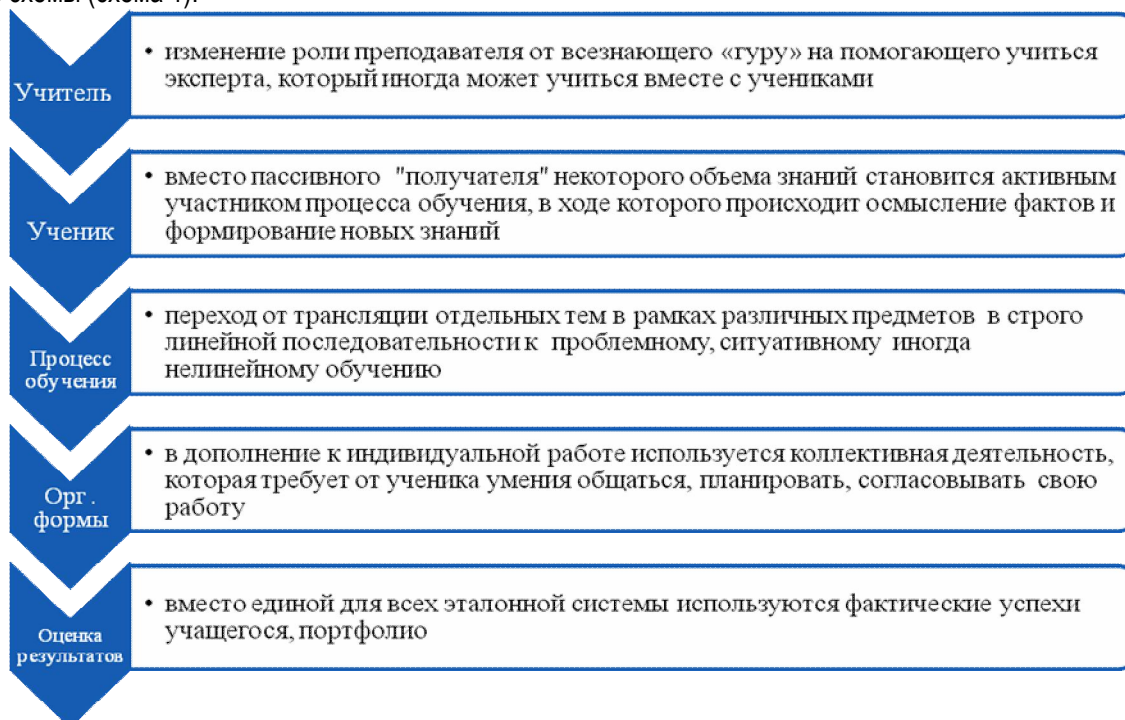 схемы (схема 1).
• изменение роли преподавателя от всезнающего «гуру» на помогающего учиться
эксперта, который иногда может учиться вместе с учениками
Учитель
• вместо пассивного "получателя" некоторого объема знаний становится активным
участником процесса обучения, в ходе которого происходит осмысление фактов и
формирование новых знаний
Ученик
• переход от трансляции отдельных тем в рамках различных предметов в строго
линейной последовательности к проблемному, ситуативному иногда
нелинейному обучению
Процесс
обучения
• в дополнение к индивидуальной работе используется коллективная деятельность,
которая требует от ученика умения общаться, планировать, согласовывать свою
работу
Орг.
формы
• вместо единой для всех эталонной системы используются фактические успехи
учащегося, портфолио
Оценка
результатов